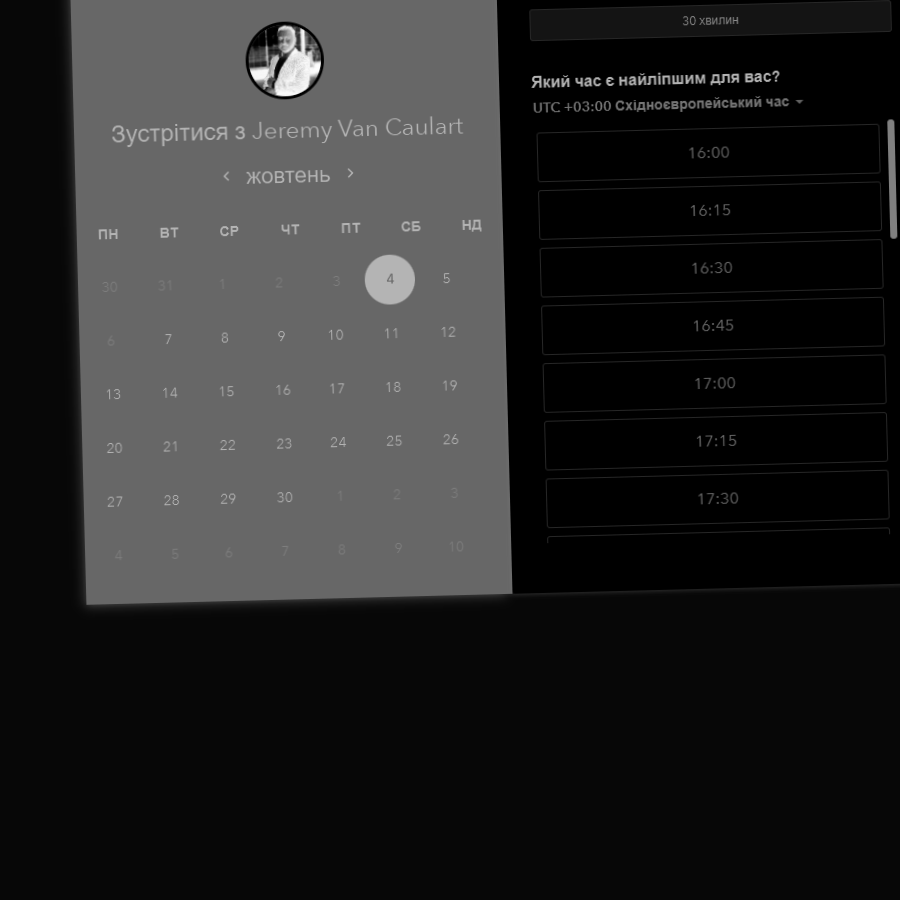 Зустрітися з Jeremy Van Caulart
жовтень
ПН ВТ СР ЧТ ПТ СБ НД
30 31 1 2 3 4 5
6 7 8 9 10 11 12
13 14 15 16 17 18 19
20 21 22 23 24 25 26
27 28 29 30 1 2 3
4 5 6 7 8 9 10
30 хвилин
Який час є найліпшим для вас?
UTC +03:00 Східноєвропейський час
16:00
16:15
16:30
16:45
17:00
17:15
17:30